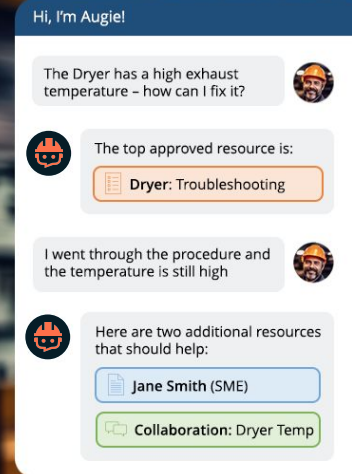 Hi, I'm Augie!
The Dryer has a high exhaust
temperature – how can I fix it?
The top approved resource is:
Dryer: Troubleshooting
I went through the procedure and
the temperature is still high
Here are two additional resources
that should help:
Jane Smith (SME)
Collaboration: Dryer Temp